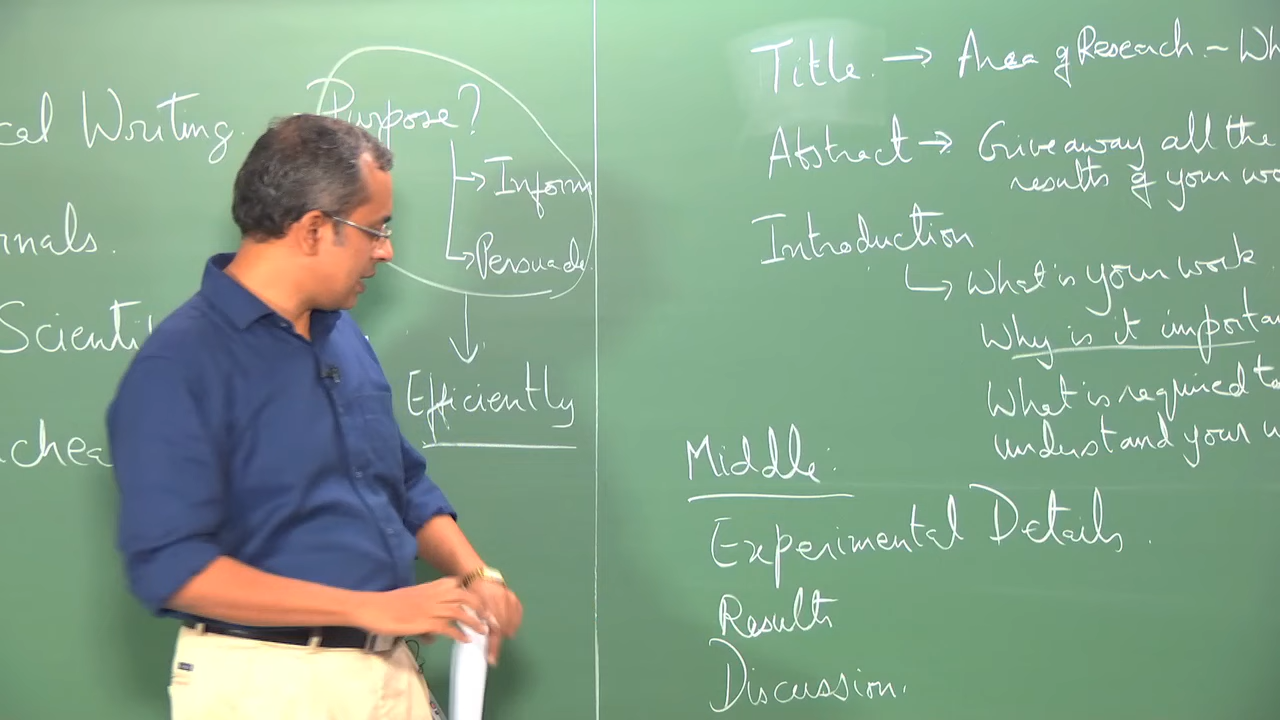 cal Writing.
rnals.
Scienti
chea
Purpose?
Inform
Persuade
Efficiently
Title. → Area of Research - Wh
Abstract → Give away all the
results of your wo
Introduction
What is your work
Why is it importa
What is required to
understand your w
Middle:
Experimental Details.
Results
Discussion.